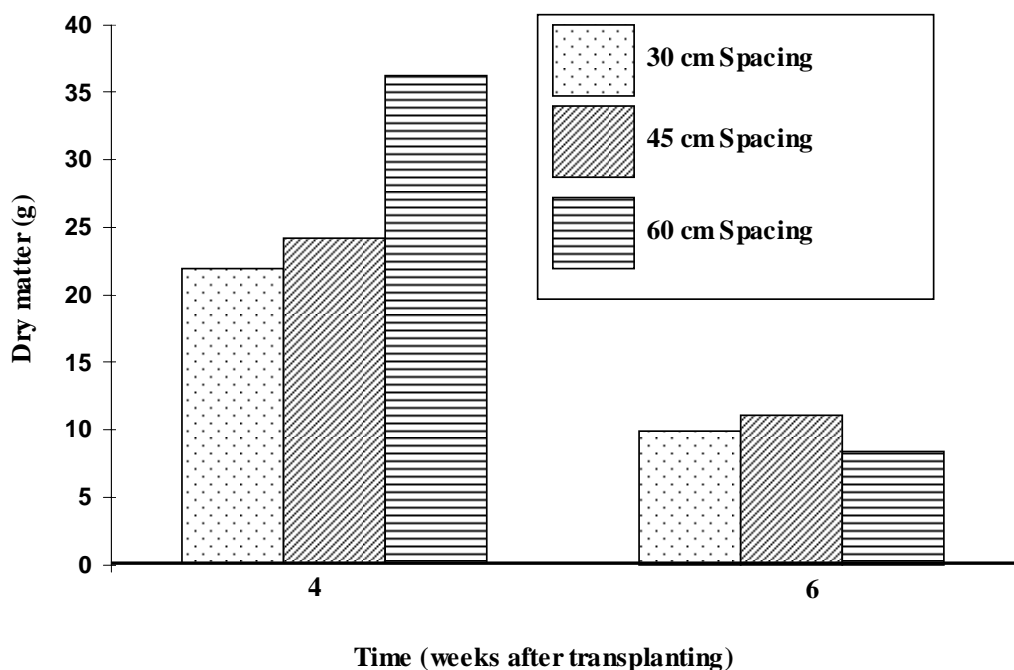 40
35
30
25
20
15
10
5
0
Dry matter (g)
30 cm Spacing
45 cm Spacing
60 cm Spacing
4
6
Time (weeks after transplanting)